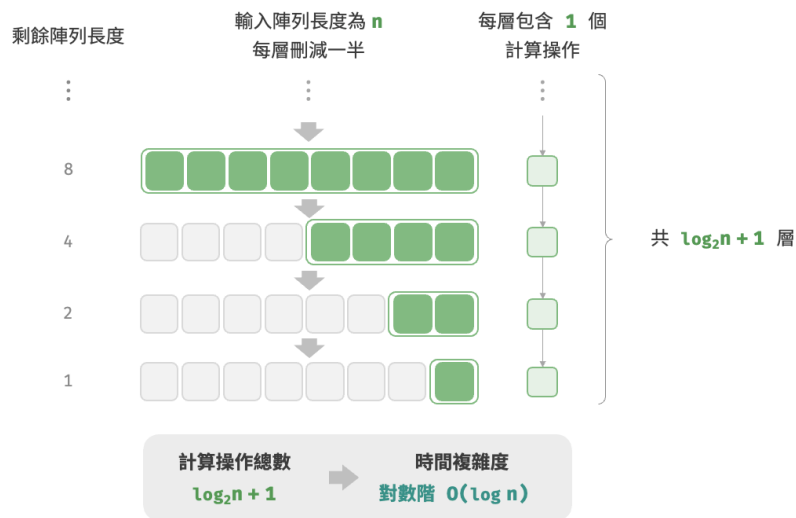 剩餘陣列長度
輸入陣列長度為 n
每層刪減一半
每層包含 1 個
計算操作
8
4
2
1
共 log₂n + 1 層
計算操作總數
log₂n + 1
時間複雜度
對數階 O(log n)